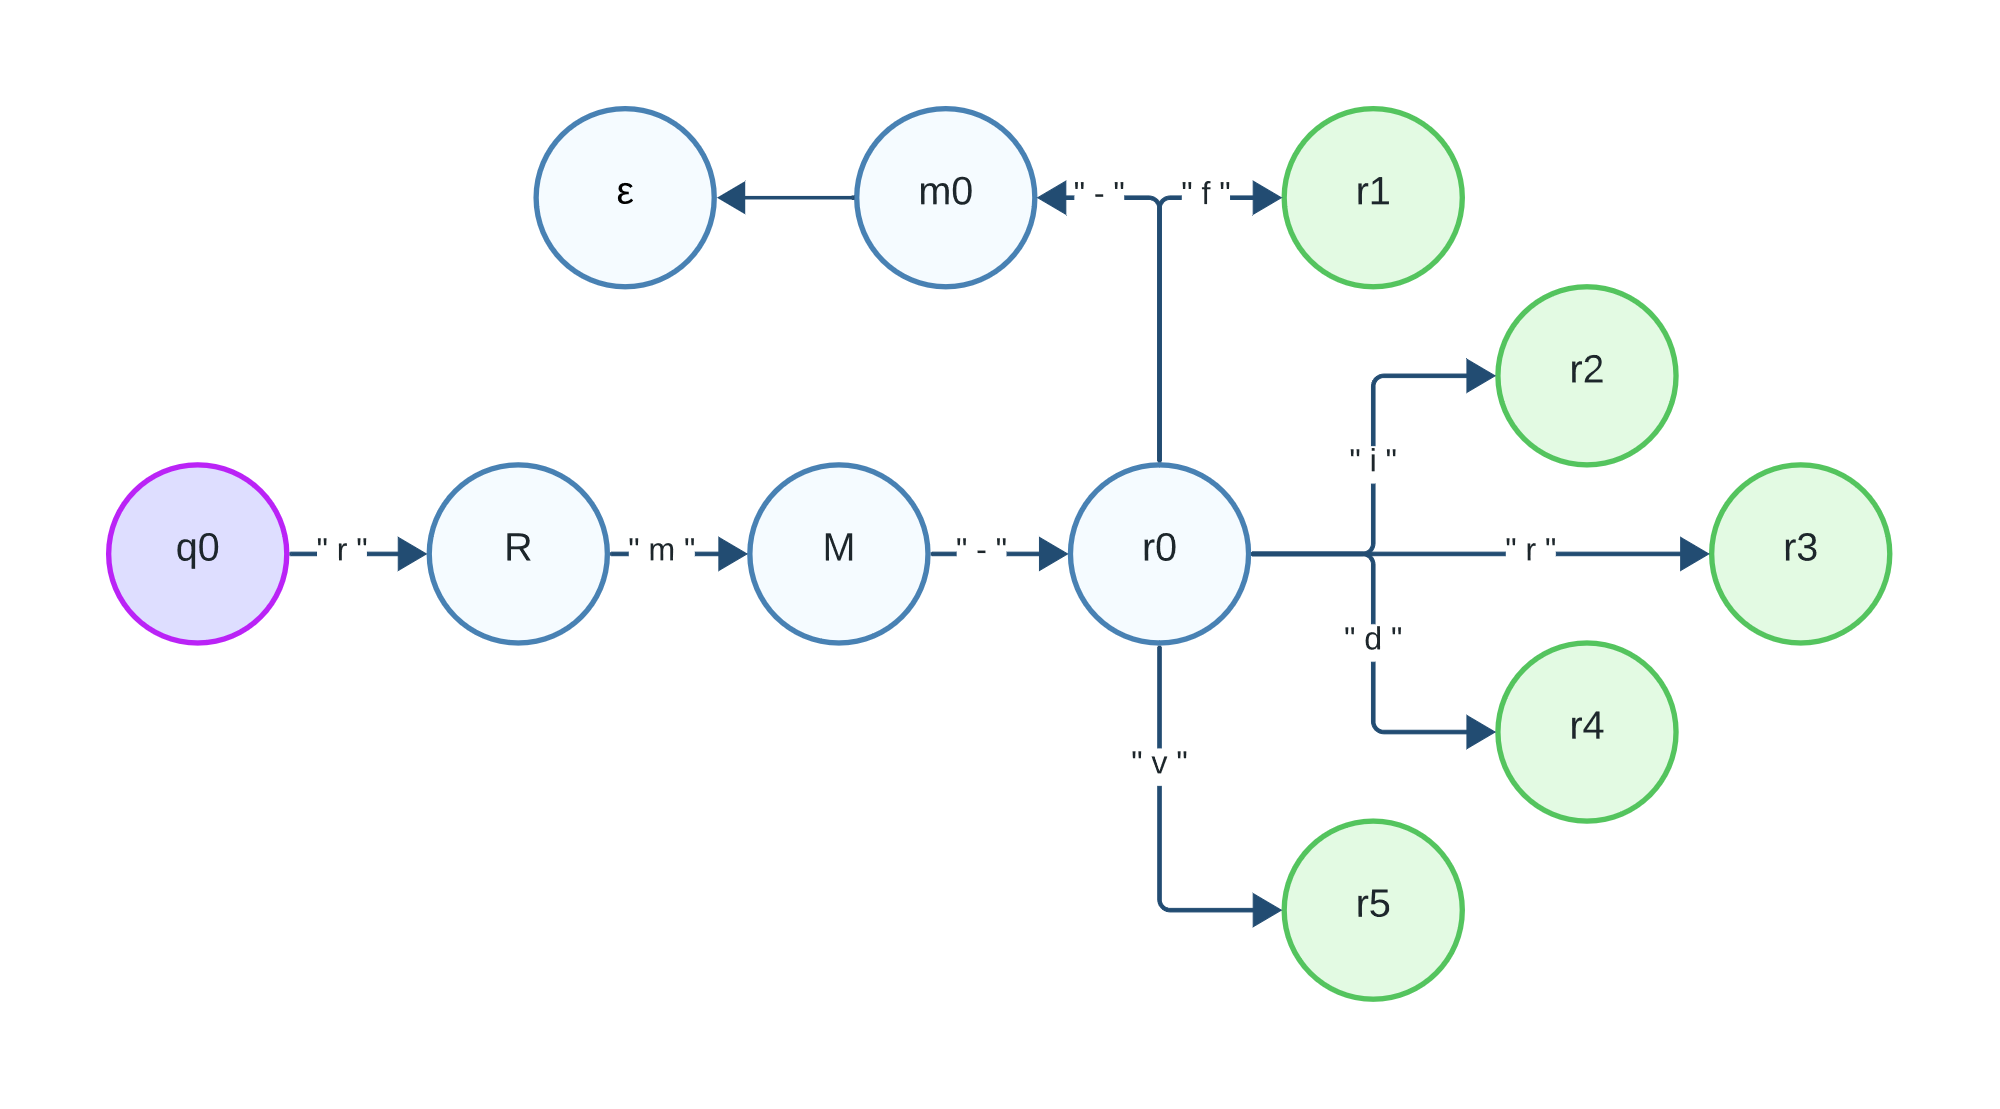 ε
m0
" - "
" f "
r1
r2
" i "
q0
" r "
R
" m "
M
" - "
r0
" r "
r3
" d "
r4
" v "
r5